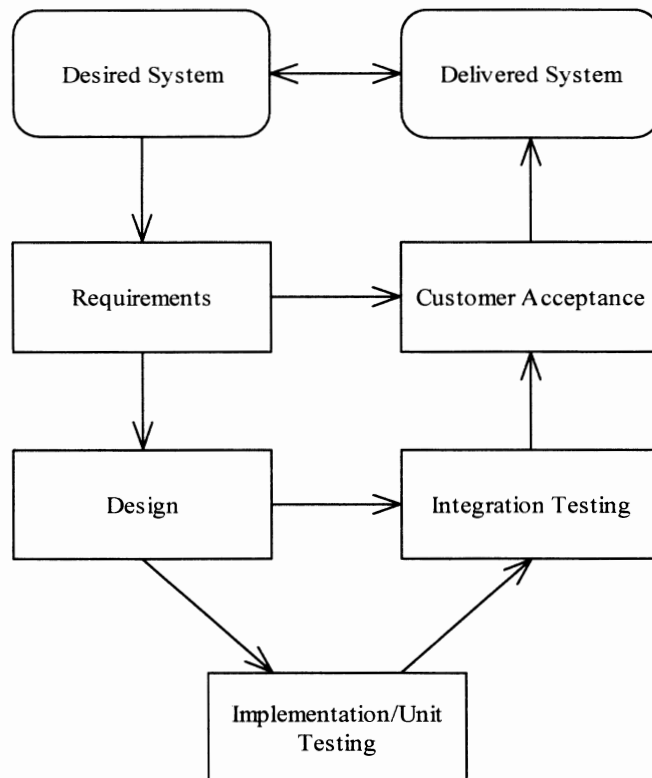 Desired System
Delivered System
Requirements
Customer Acceptance
Design
Integration Testing
Implementation/Unit
Testing